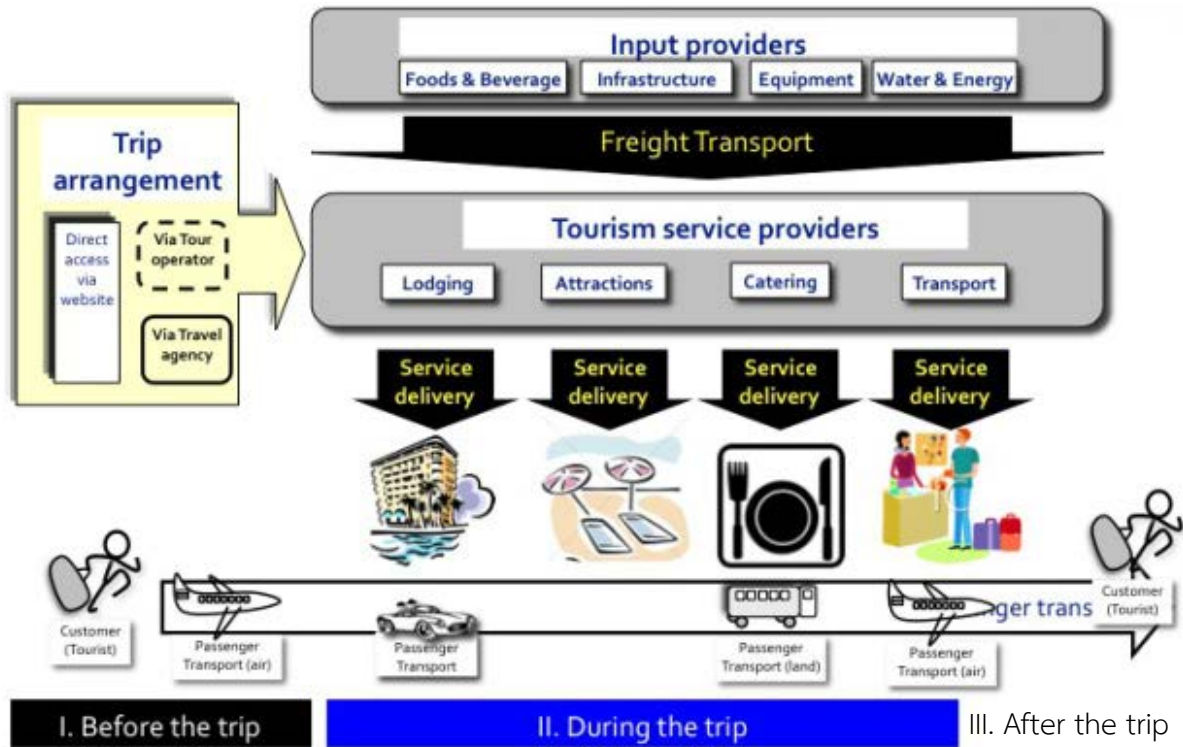 Input providers
Foods & Beverage
Infrastructure
Equipment
Water & Energy
Freight Transport
Trip
arrangement
Direct
access
via
website
Via Tour
operator
Via Travel
agency
Tourism service providers
Lodging
Attractions
Catering
Transport
Service
delivery
Service
delivery
Service
delivery
Service
delivery
Customer
(Tourist)
Passenger
Transport (air)
Passenger
Transport
Passenger
Transport (land)
Passenger
Transport (air)
nger trans
Customer
(Tourist)
I. Before the trip
II. During the trip
III. After the trip